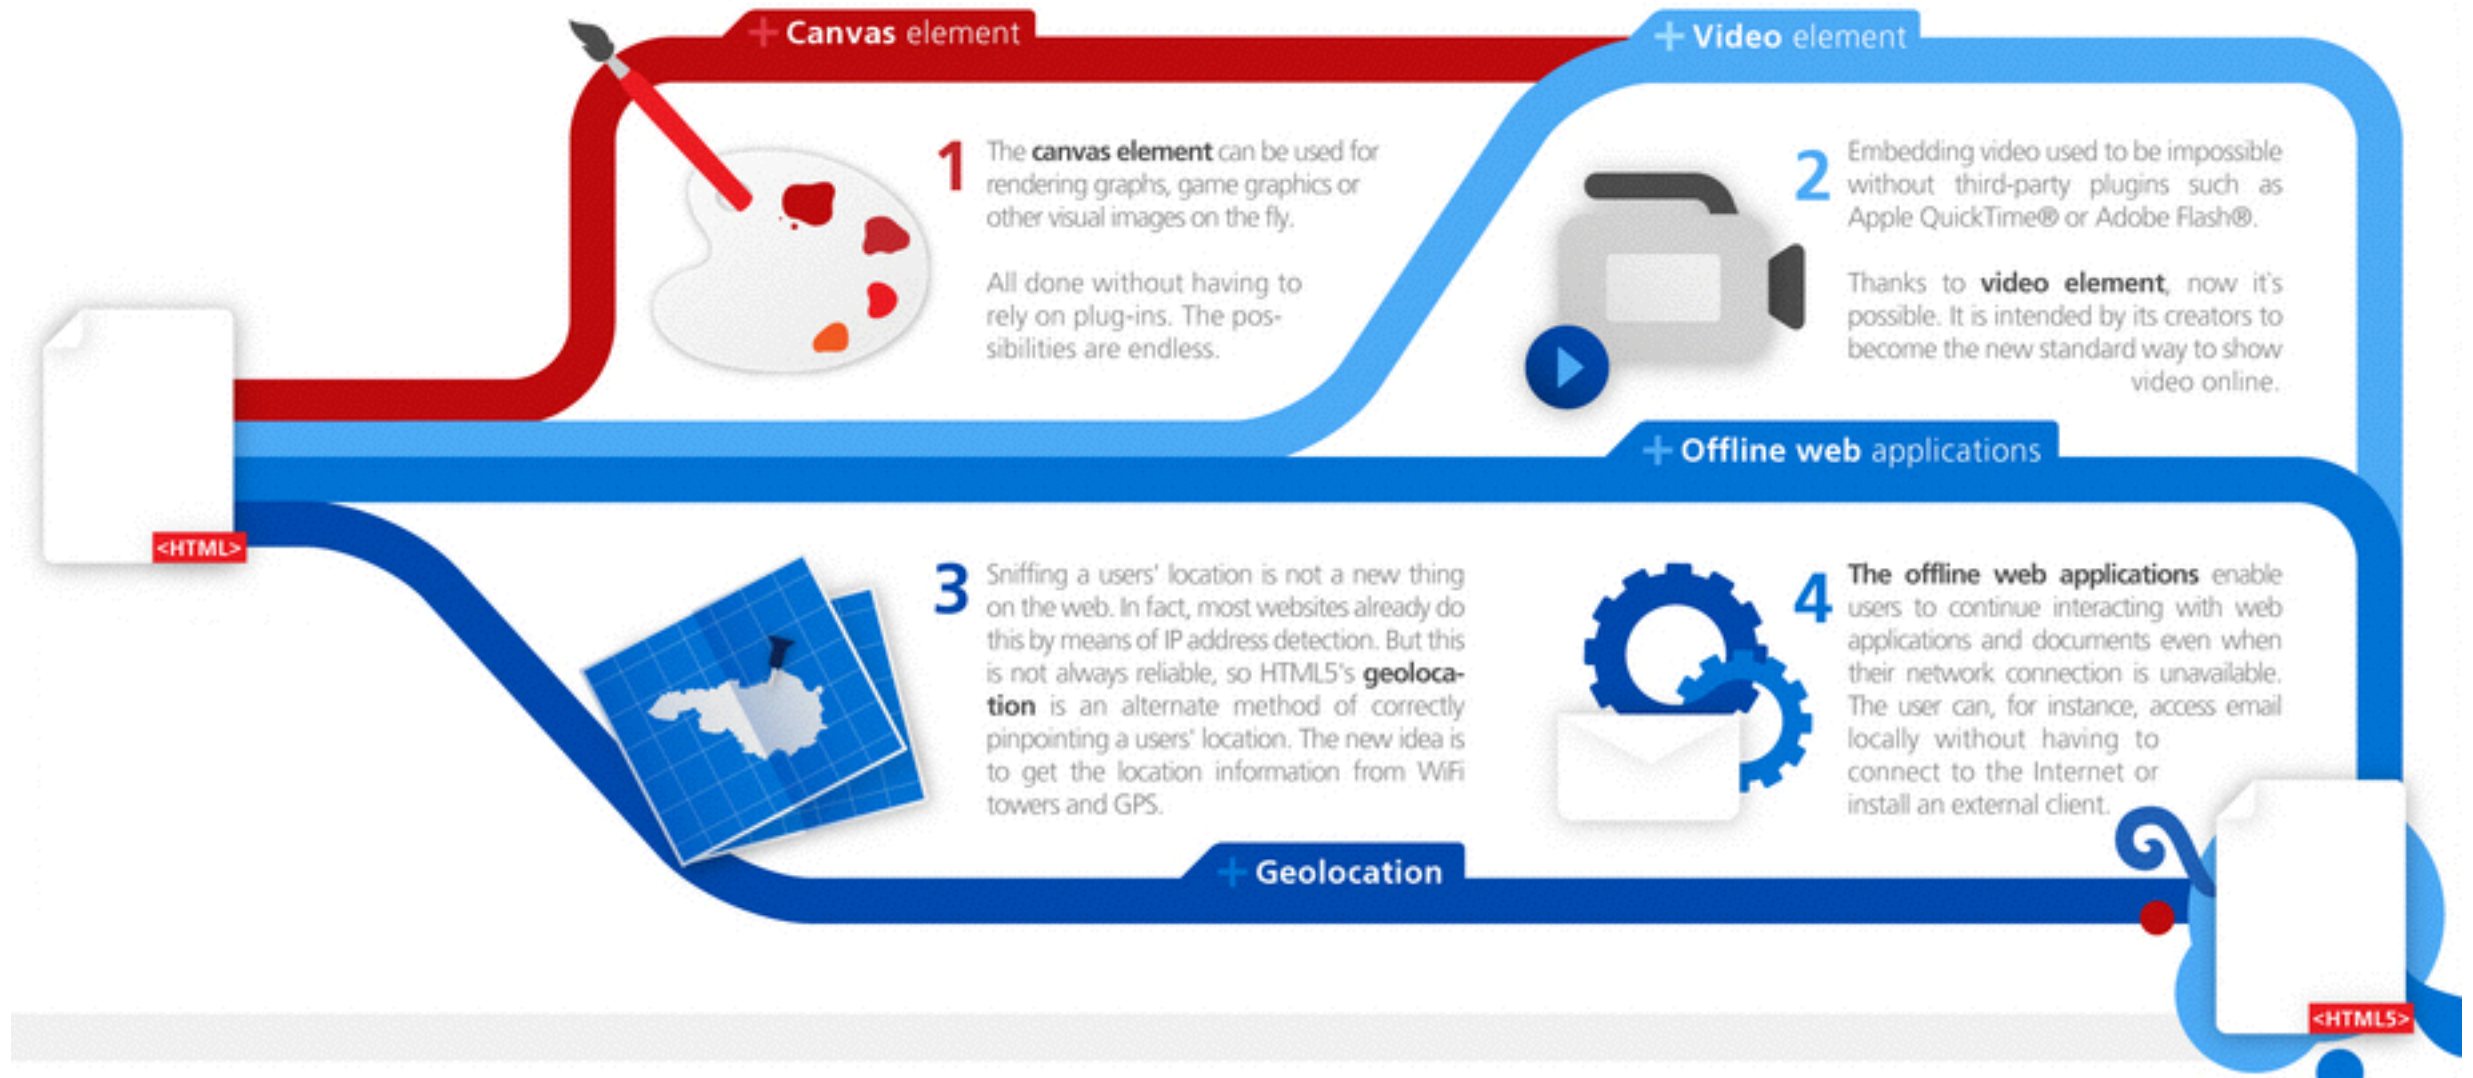 + Canvas element
+ Video element
1
The canvas element can be used for
rendering graphs, game graphics or
other visual images on the fly.
All done without having to
rely on plug-ins. The pos-
sibilities are endless.
2
Embedding video used to be impossible
without third-party plugins such as
Apple QuickTime® or Adobe Flash®.
Thanks to video element, now it's
possible. It is intended by its creators to
become the new standard way to show
video online.
+ Offline web applications
<HTML>
3
Sniffing a users' location is not a new thing
on the web. In fact, most websites already do
this by means of IP address detection. But this
is not always reliable, so HTML5's geoloca-
tion is an alternate method of correctly
pinpointing a users' location. The new idea is
to get the location information from WiFi
towers and GPS.
4
The offline web applications enable
users to continue interacting with web
applications and documents even when
their network connection is unavailable.
The user can, for instance, access email
locally without having to
connect to the Internet or
install an external client.
+ Geolocation
<HTML5>